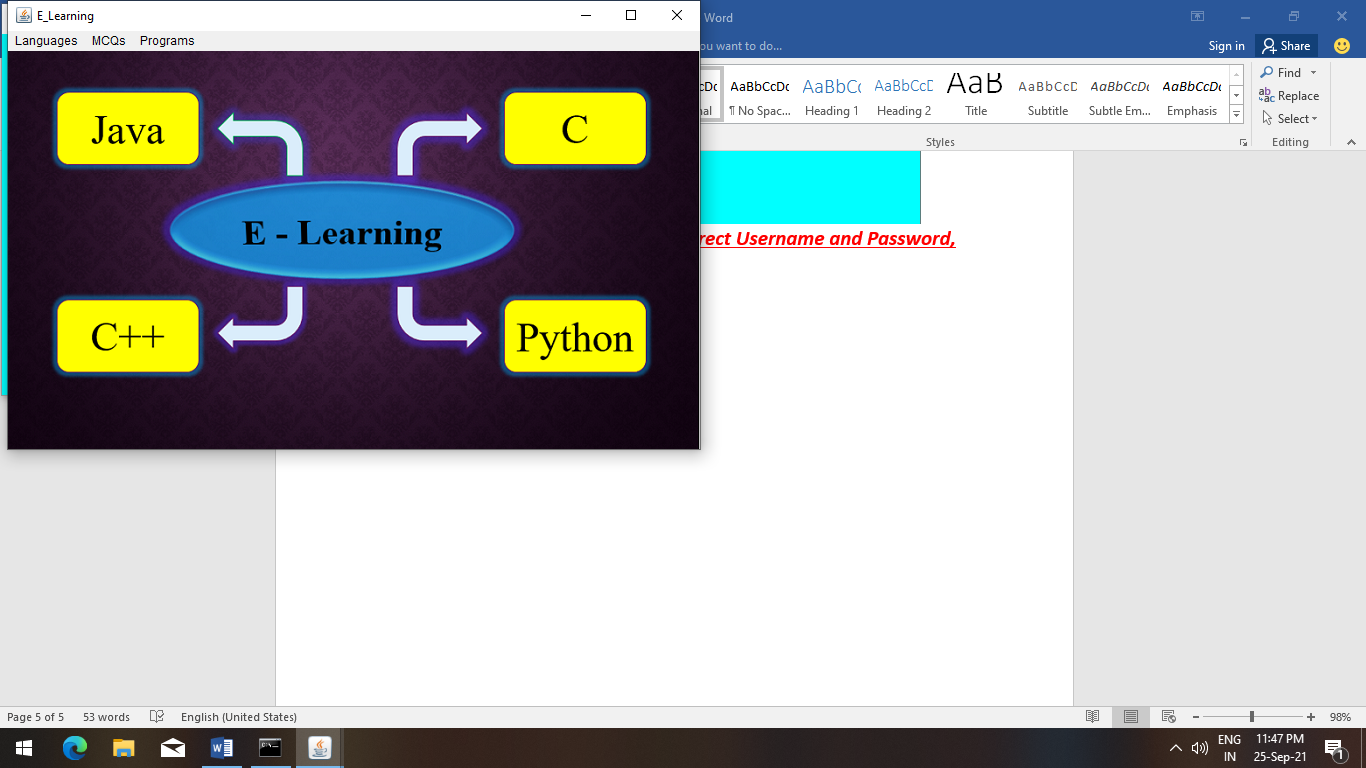 E_Learning
Languages MCQs Programs
Java
C
E - Learning
C++
Python
Word
ou want to do...
Sign in
Share
AaBbCcDc AaBbCcDc AaBbCc AaBbCcD AaB AaBbCcD AaBbCcDc AaBbCcDc
¶ No Spac... Heading 1 Heading 2 Title Subtitle Subtle Em... Emphasis
Styles
Find
Replace
Select
Editing
rect Username and Password,
Page 5 of 5 53 words English (United States)
98%
ENG
IN
11:47 PM
25-Sep-21
1